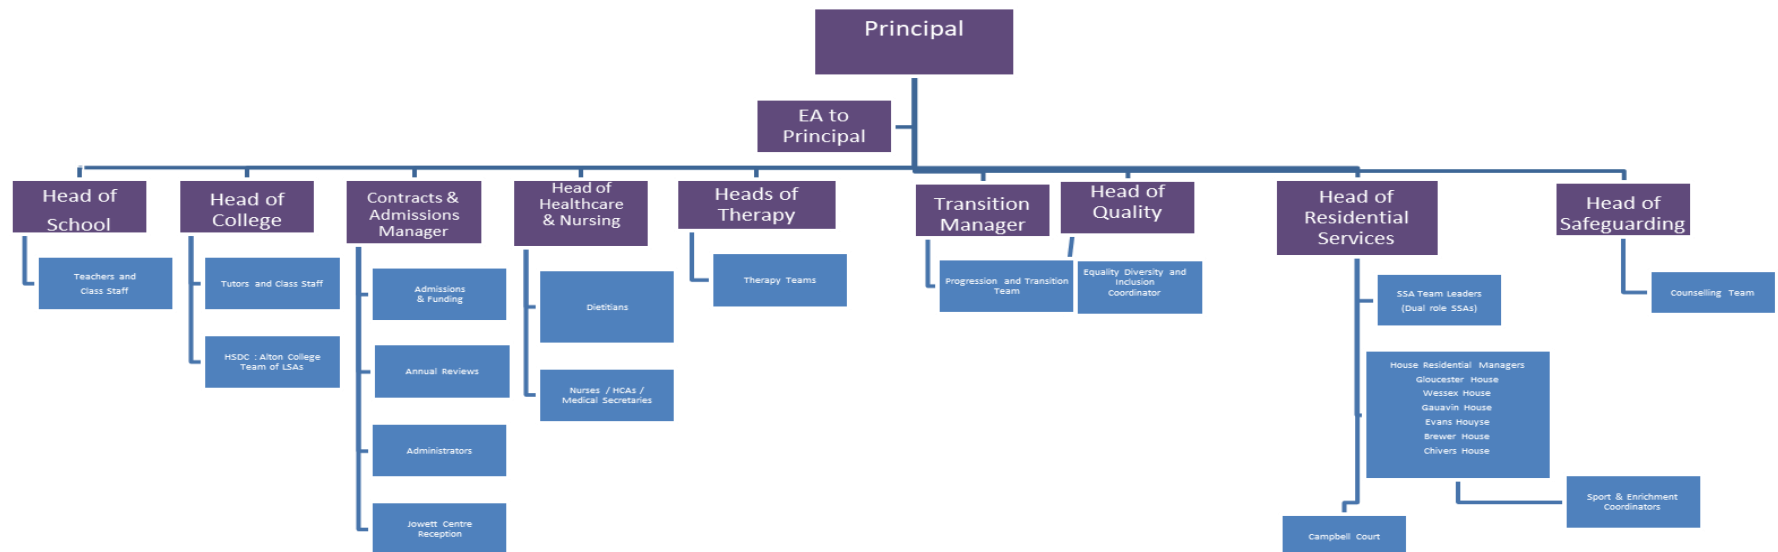 Principal
EA to
Principal
Head of
School
Head of
College
Contracts &
Admissions
Manager
Head of
Healthcare
& Nursing
Heads of
Therapy
Transition
Manager
Head of
Quality
Head of
Residential
Services
Head of
Safeguarding
Teachers and
Class Staff
Tutors and Class Staff
HSDC : Alton College
Team of LSAs
Admissions
& Funding
Annual Reviews
Administrators
Jowett Centre
Reception
Dietitians
Nurses / HCAs /
Medical Secretaries
Therapy Teams
Progression and Transition
Team
Equality Diversity and
Inclusion
Coordinator
SSA Team Leaders
(Dual role SSAs)
House Residential Managers
Gloucester House
Wessex House
Gauavin House
Evans Houyse
Brewer House
Chivers House
Sport & Enrichment
Coordinators
Campbell Court
Counselling Team